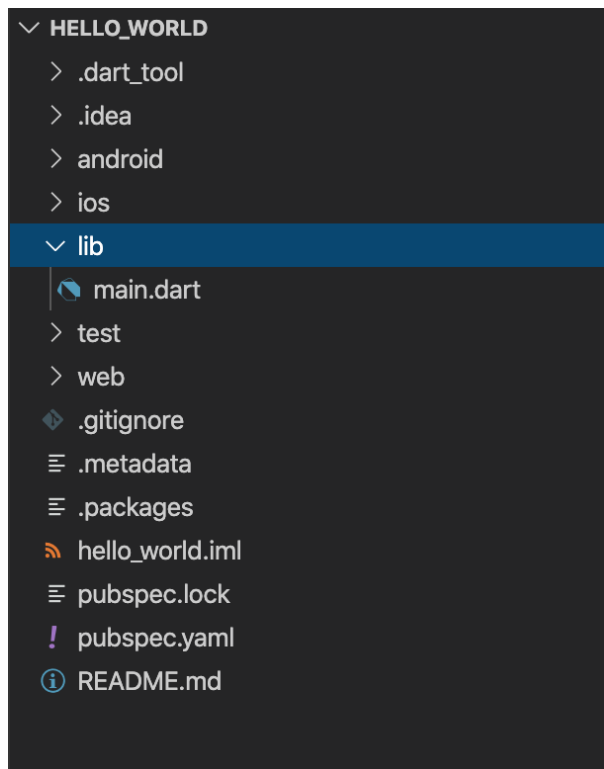 HELLO_WORLD
.dart_tool
.idea
android
ios
lib
main.dart
test
web
.gitignore
.metadata
.packages
hello_world.iml
pubspec.lock
pubspec.yaml
README.md